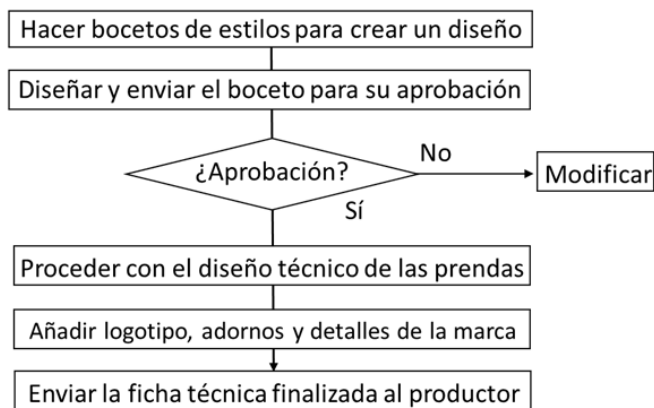 Hacer bocetos de estilos para crear un diseño
Diseñar y enviar el boceto para su aprobación
¿Aprobación?
No
Modificar
Sí
Proceder con el diseño técnico de las prendas
Añadir logotipo, adornos y detalles de la marca
Enviar la ficha técnica finalizada al productor